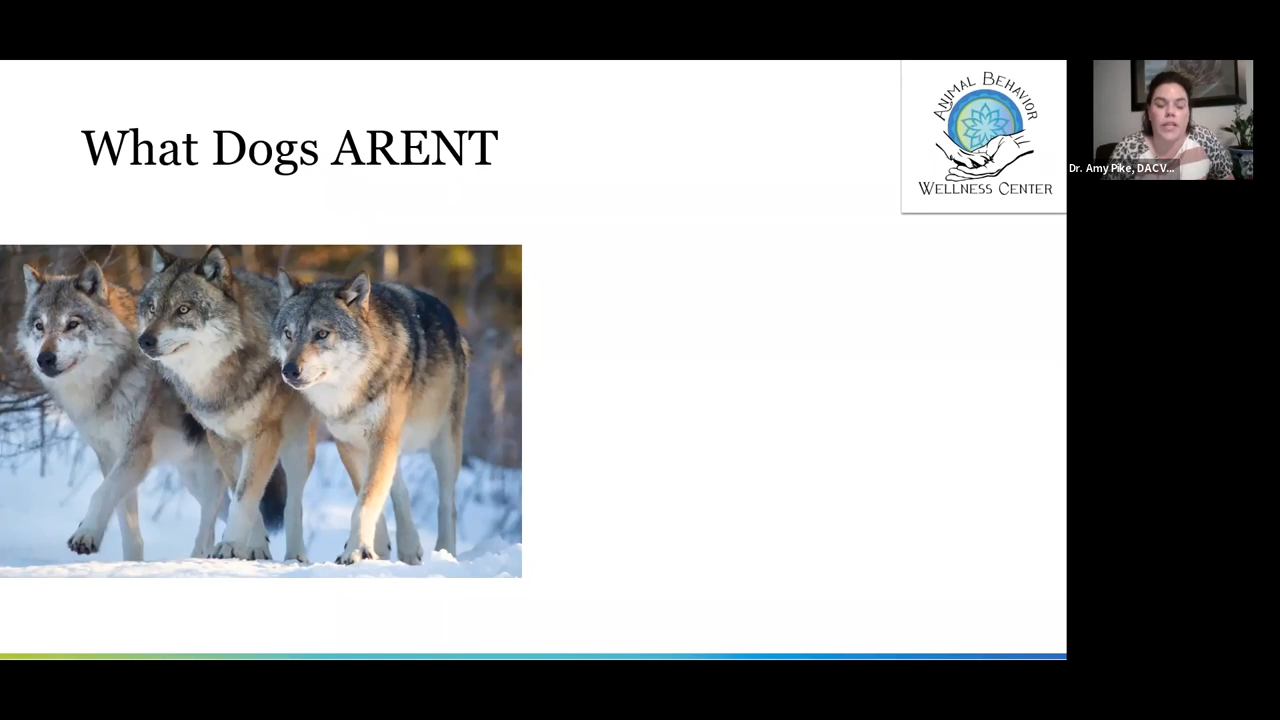 What Dogs ARENT
ANIMAL BEHAVIOR
WELLNESS CENTER
Dr. Amy Pike, DACV...